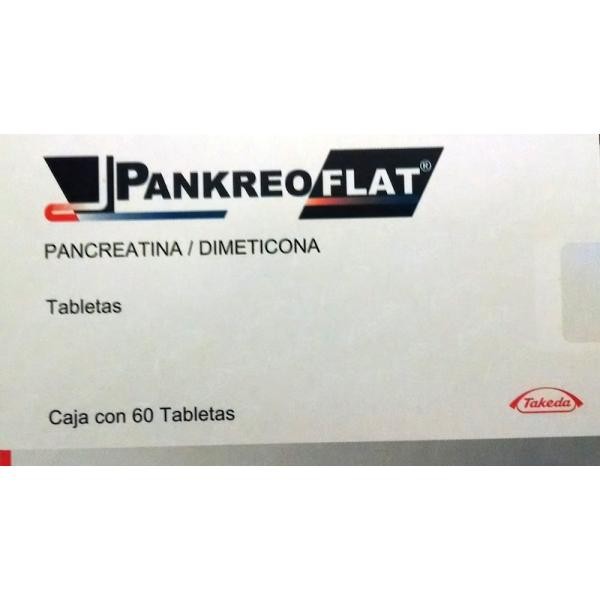 PANKREOFLAT®
PANCREATINA / DIMETICONA
Tabletas
Caja con 60 Tabletas
Takeda